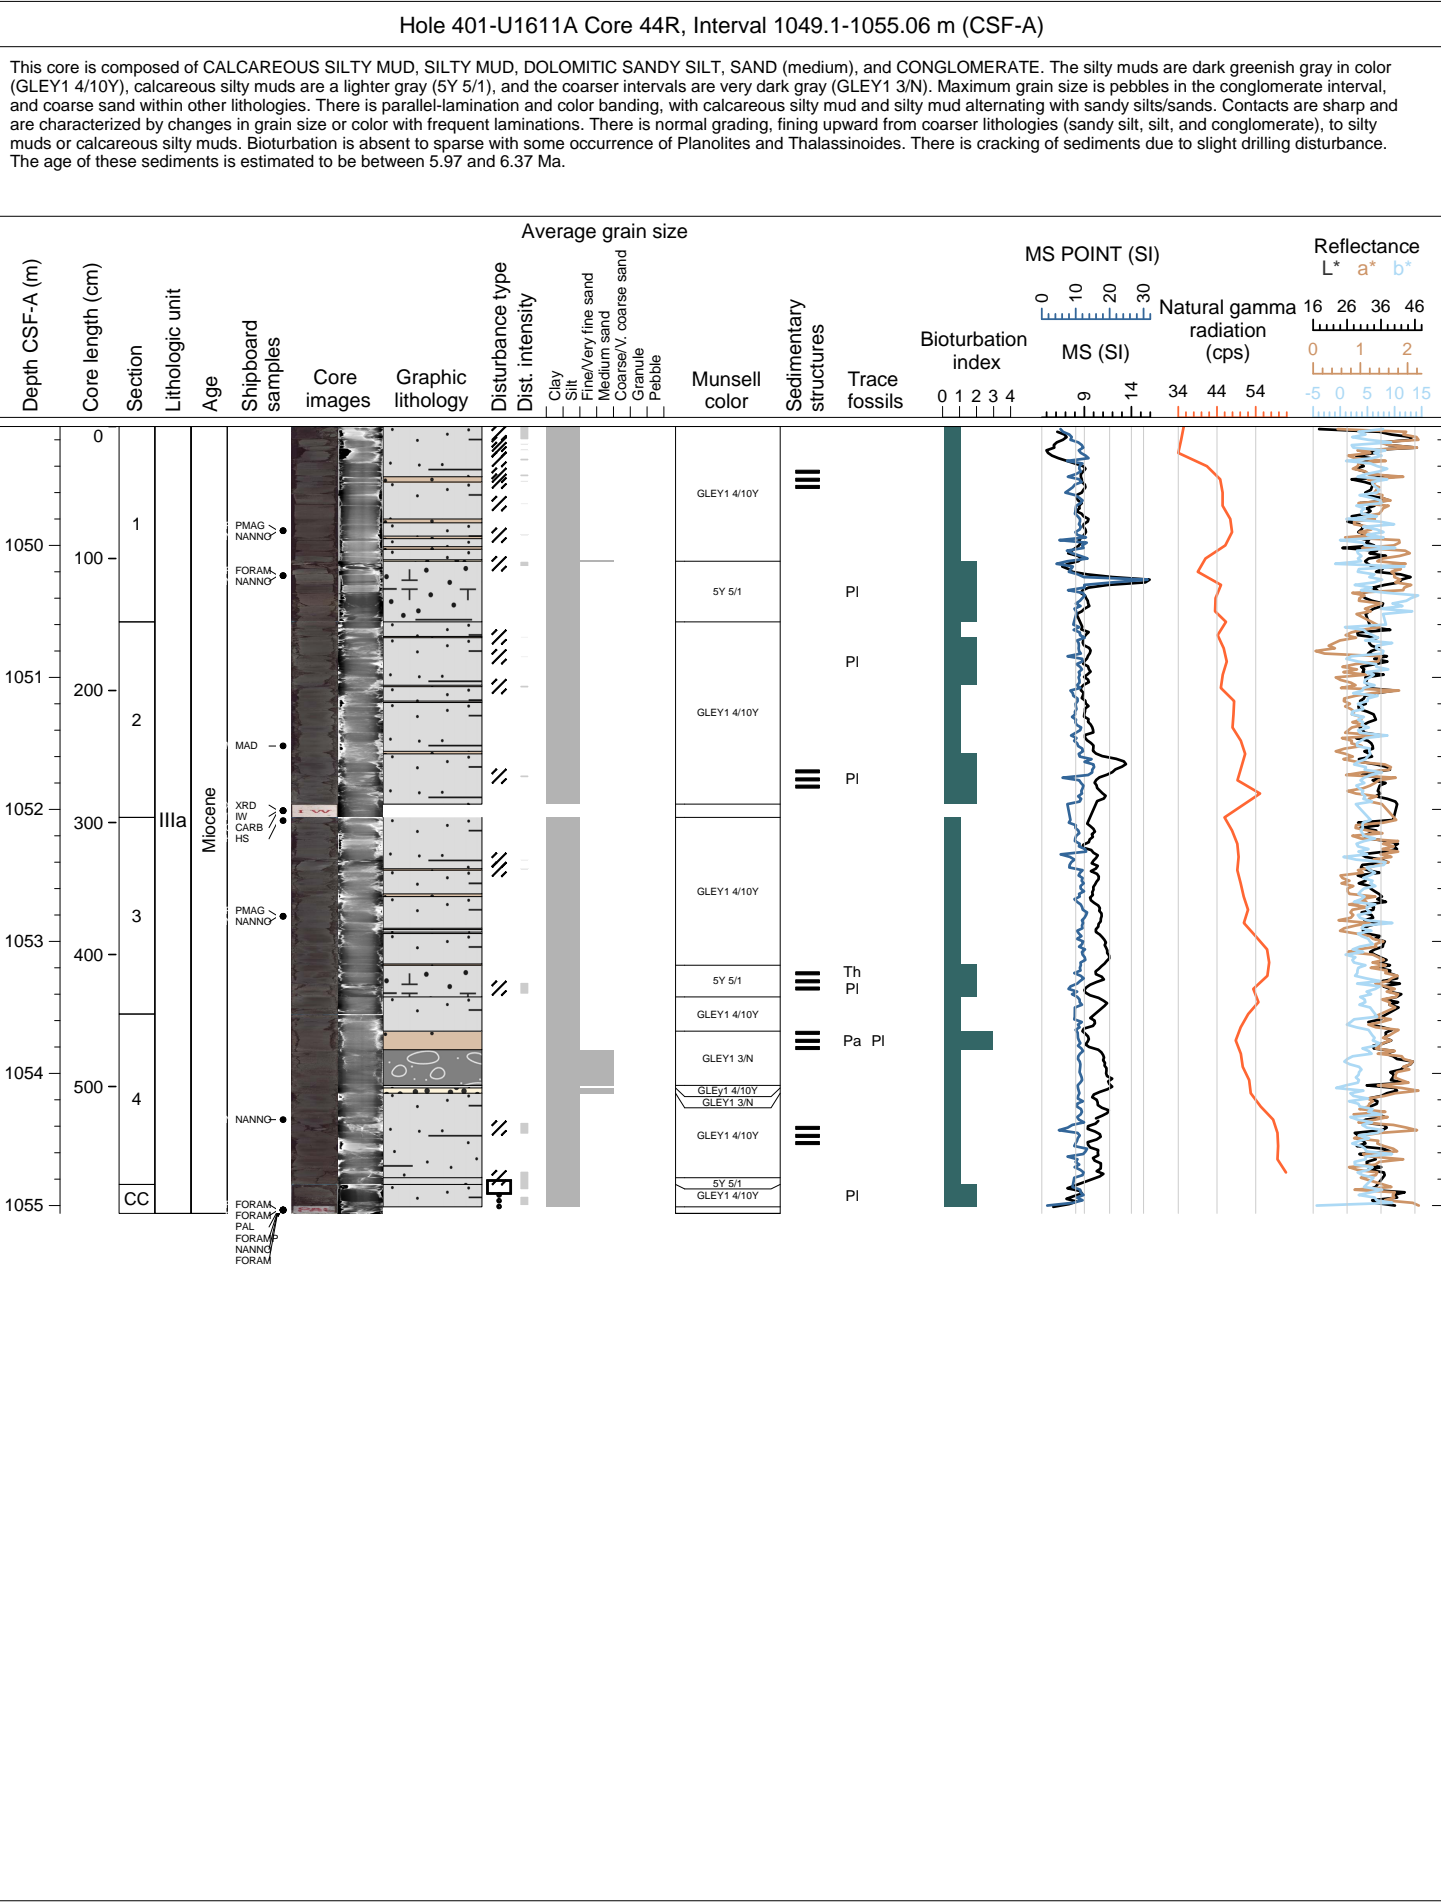 Hole 401-U1611A Core 44R, Interval 1049.1-1055.06 m (CSF-A)
This core is composed of CALCAREOUS SILTY MUD, SILTY MUD, DOLOMITIC SANDY SILT, SAND (medium), and CONGLOMERATE. The silty muds are dark greenish gray in color
(GLEY1 4/10Y), calcareous silty muds are a lighter gray (5Y 5/1), and the coarser intervals are very dark gray (GLEY1 3/N). Maximum grain size is pebbles in the conglomerate interval,
and coarse sand within other lithologies. There is parallel-lamination and color banding, with calcareous silty mud and silty mud alternating with sandy silts/sands. Contacts are sharp and
are characterized by changes in grain size or color with frequent laminations. There is normal grading, fining upward from coarser lithologies (sandy silt, silt, and conglomerate), to silty
muds or calcareous silty muds. Bioturbation is absent to sparse with some occurrence of Planolites and Thalassinoides. There is cracking of sediments due to slight drilling disturbance.
The age of these sediments is estimated to be between 5.97 and 6.37 Ma.
Depth CSF-A (m)
Core length (cm)
Section
Lithologic unit
Age
Shipboard
samples
Core
images
Graphic
lithology
Disturbance type
Dist. intensity
Average grain size
Clay
Silt
Fine/Very fine sand
Medium sand
Coarse/V. coarse sand
Granule
Pebble
Munsell
color
Sedimentary
structures
Trace
fossils
Bioturbation
index
0 1 2 3 4
MS POINT (SI)
0 10 20 30
MS (SI)
9 14
Natural gamma
radiation
(cps)
34 44 54
Reflectance
L* a* b*
16 26 36 46
0 1 2
-5 0 5 10 15
1050
1051
1052
1053
1054
1055
0
100
200
300
400
500
1
2
3
4
CC
IIIa
Miocene
PMAG
NANNO
FORAM
NANNO
MAD
XRD
IW
CARB
HS
PMAG
NANNO
NANNO
FORAM
FORAM
PAL
FORAMP
NANNO
FORAM
IW
PAL
GLEY1 4/10Y
5Y 5/1
GLEY1 4/10Y
GLEY1 4/10Y
5Y 5/1
GLEY1 4/10Y
GLEY1 3/N
GLEy1 4/10Y
GLEY1 3/N
GLEY1 4/10Y
5Y 5/1
GLEY1 4/10Y
Pl
Pl
Pl
Th
Pl
Pa Pl
Pl